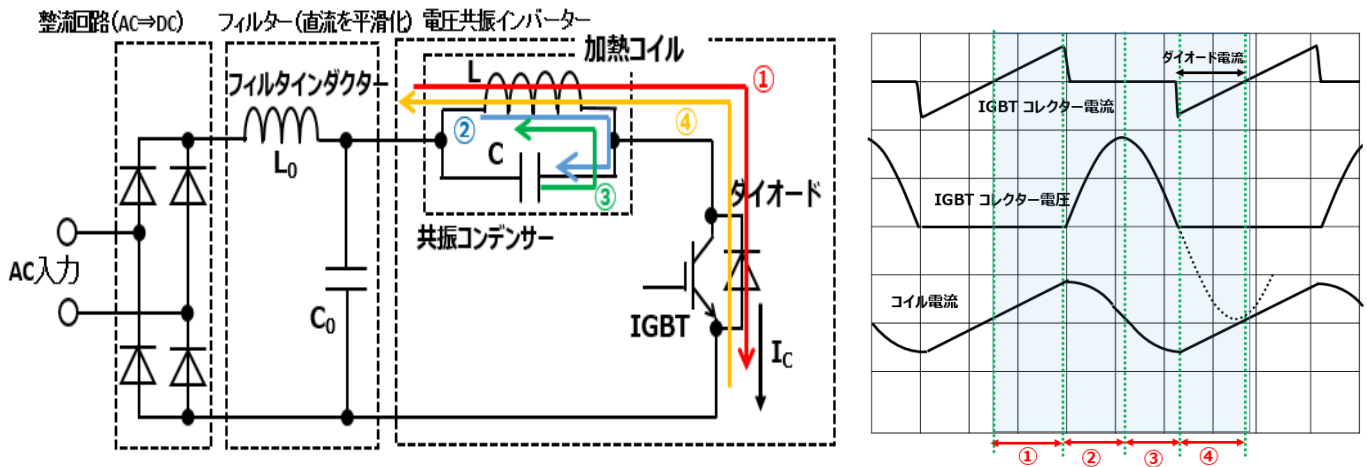 整流回路(AC⇒DC)
フィルター(直流を平滑化)
電圧共振インバーター
加熱コイル
フィルタインダクター
L
①
④
②
C
③
L0
ダイオード
共振コンデンサー
AC入力
C0
IGBT
IC
ダイオード電流
IGBT コレクター電流
IGBT コレクター電圧
コイル電流
① ② ③ ④